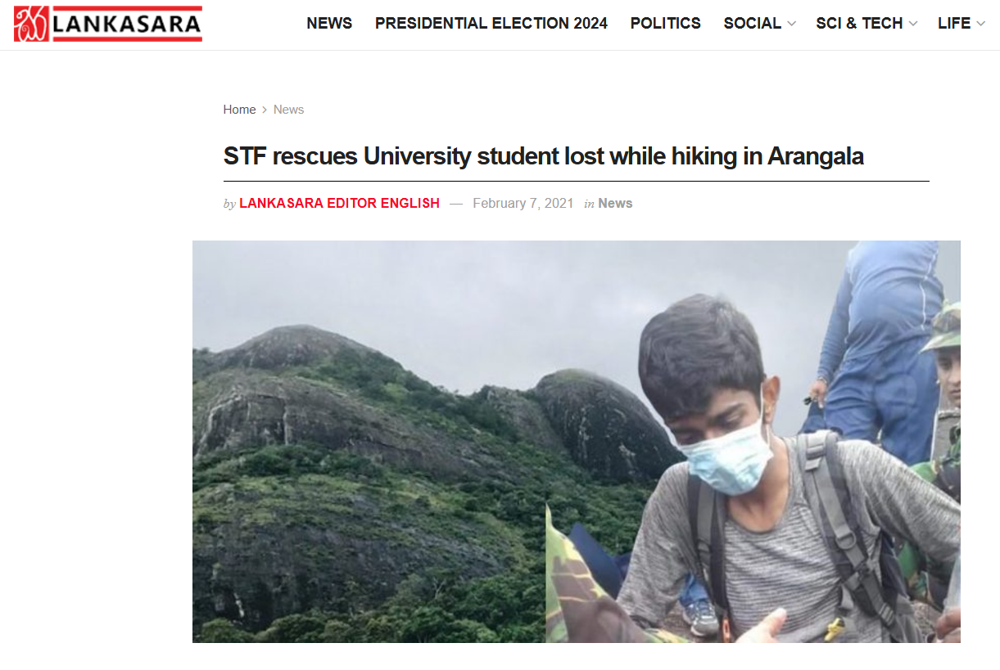 LANKASARA
NEWS PRESIDENTIAL ELECTION 2024 POLITICS SOCIAL SCI & TECH LIFE
Home > News
STF rescues University student lost while hiking in Arangala
by LANKASARA EDITOR ENGLISH — February 7, 2021 in News